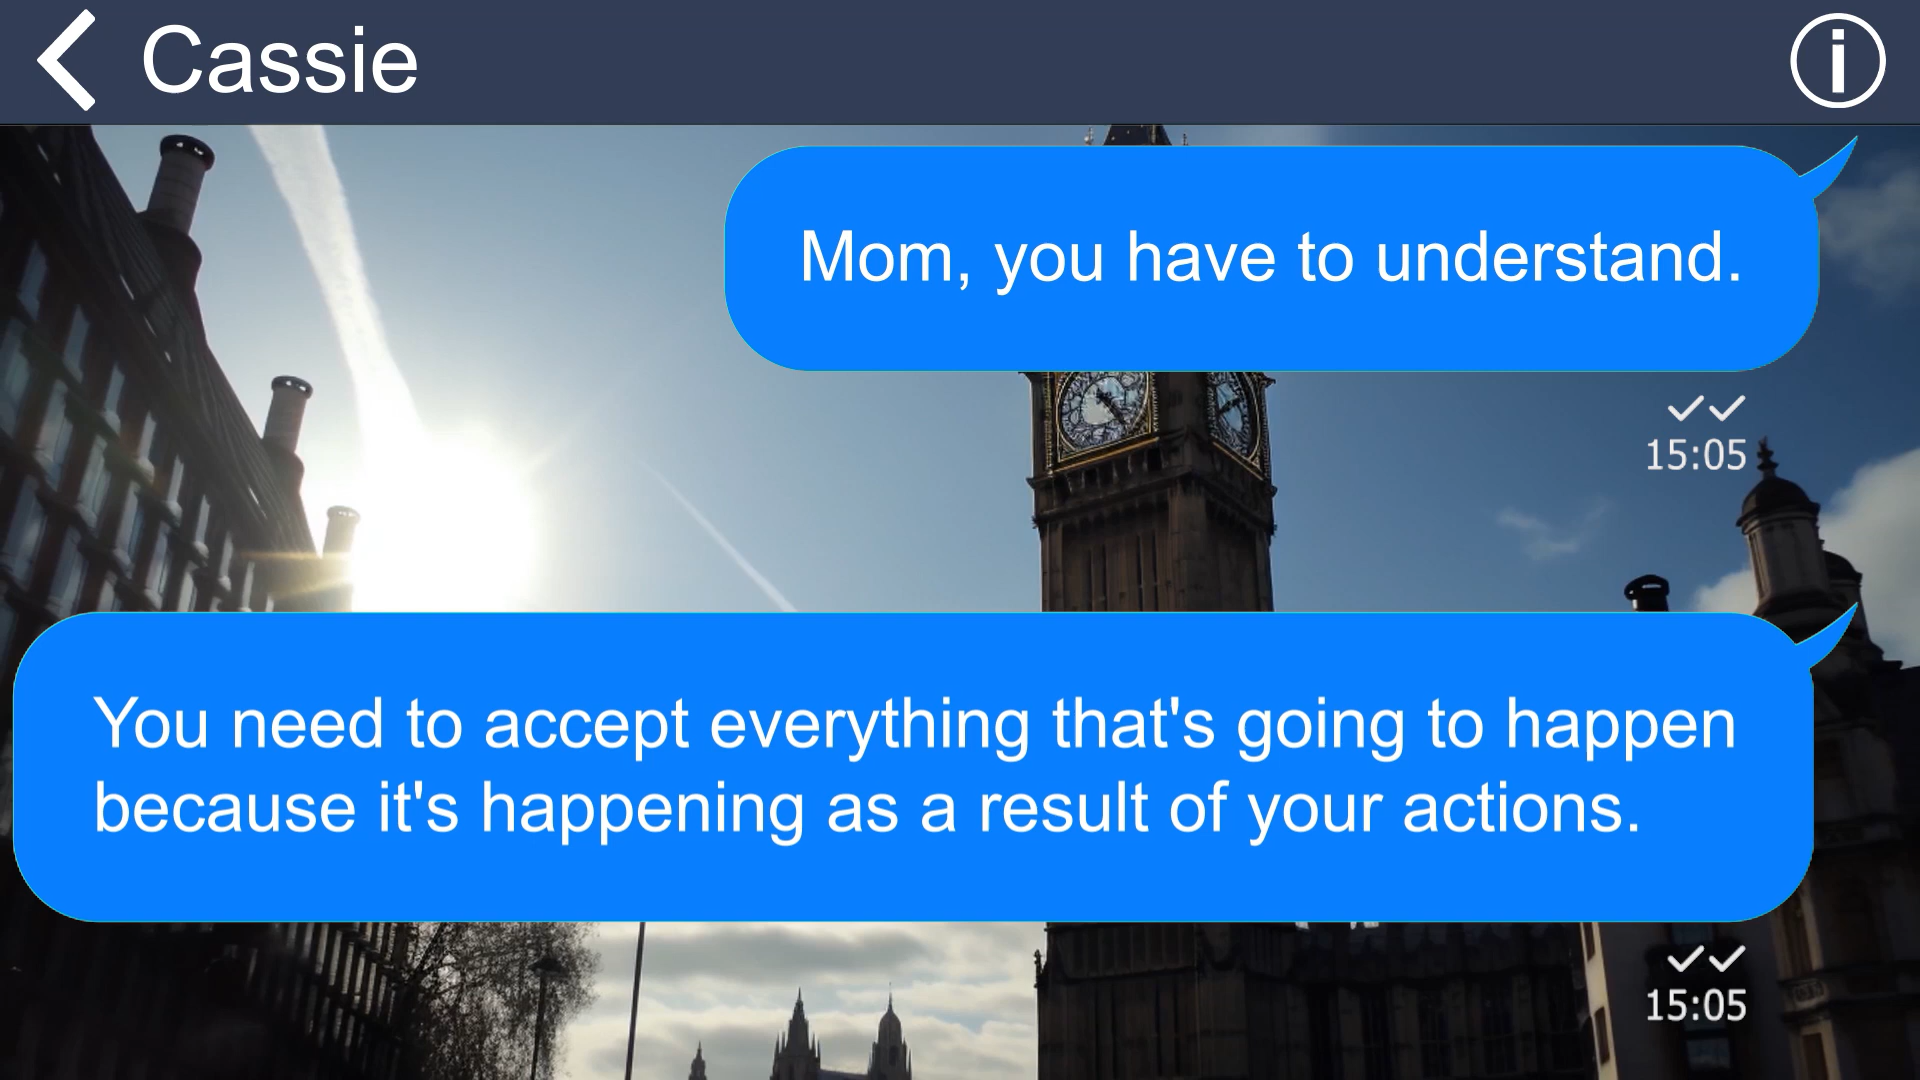 Cassie
Mom, you have to understand.
15:05
You need to accept everything that's going to happen
because it's happening as a result of your actions.
15:05